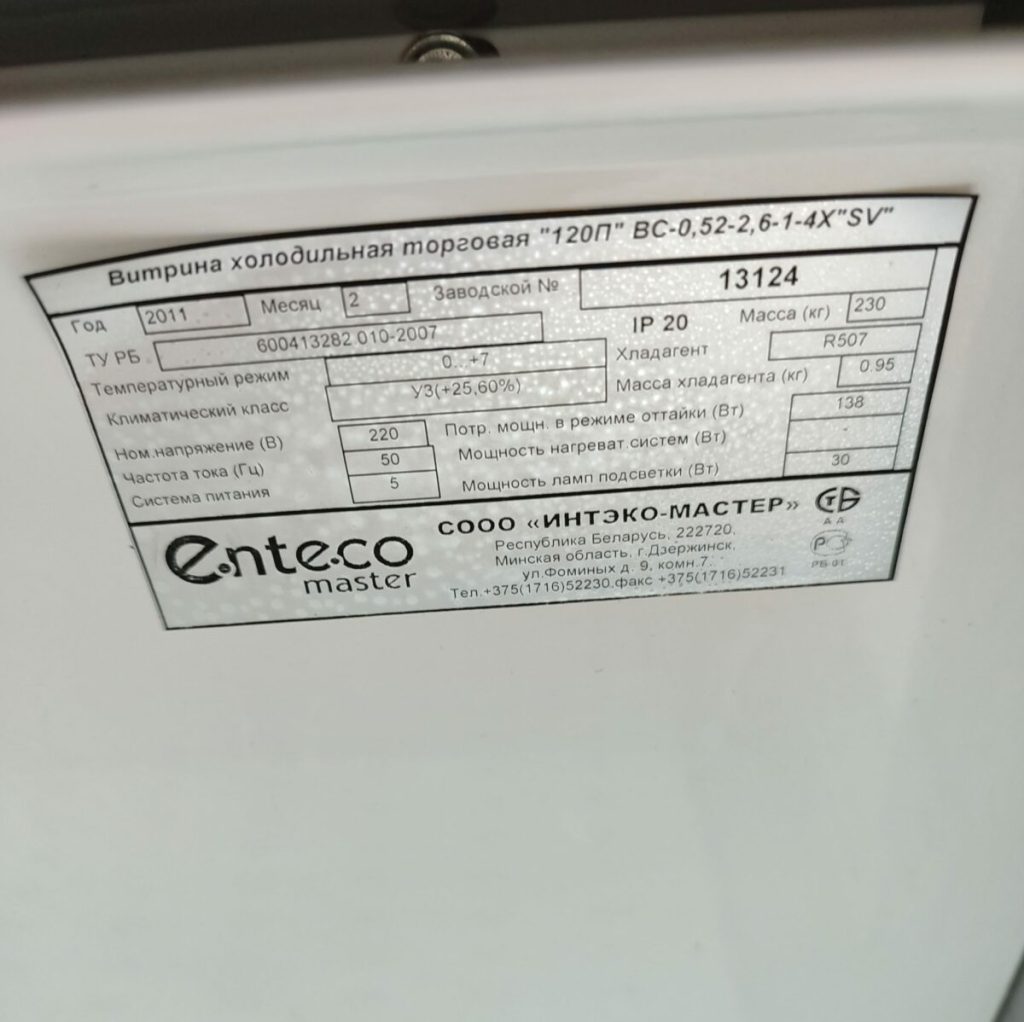 Витрина холодильная торговая "120П" ВС-0,52-2,6-1-4Х"SV"
Год 2011 Месяц 2 Заводской № 13124
ТУ РБ 600413282 010-2007 IP 20 Масса (кг) 230
Температурный режим 0...+7 Хладагент R507
Климатический класс У3(+25,60%) Масса хладагента (кг) 0.95
Ном.напряжение (В) 220 Потр. мощн. в режиме оттайки (Вт) 138
Частота тока (Гц) 50 Мощность нагреват.систем (Вт) -
Система питания 5 Мощность ламп подсветки (Вт) 30
enteco
master
СООО «ИНТЭКО-МАСТЕР»
Республика Беларусь, 222720,
Минская область, г.Дзержинск,
ул.Фоминых д. 9, комн.7.
Тел.+375(1716)52230,факс +375(1716)52231
СТБ
А А
РБ 01